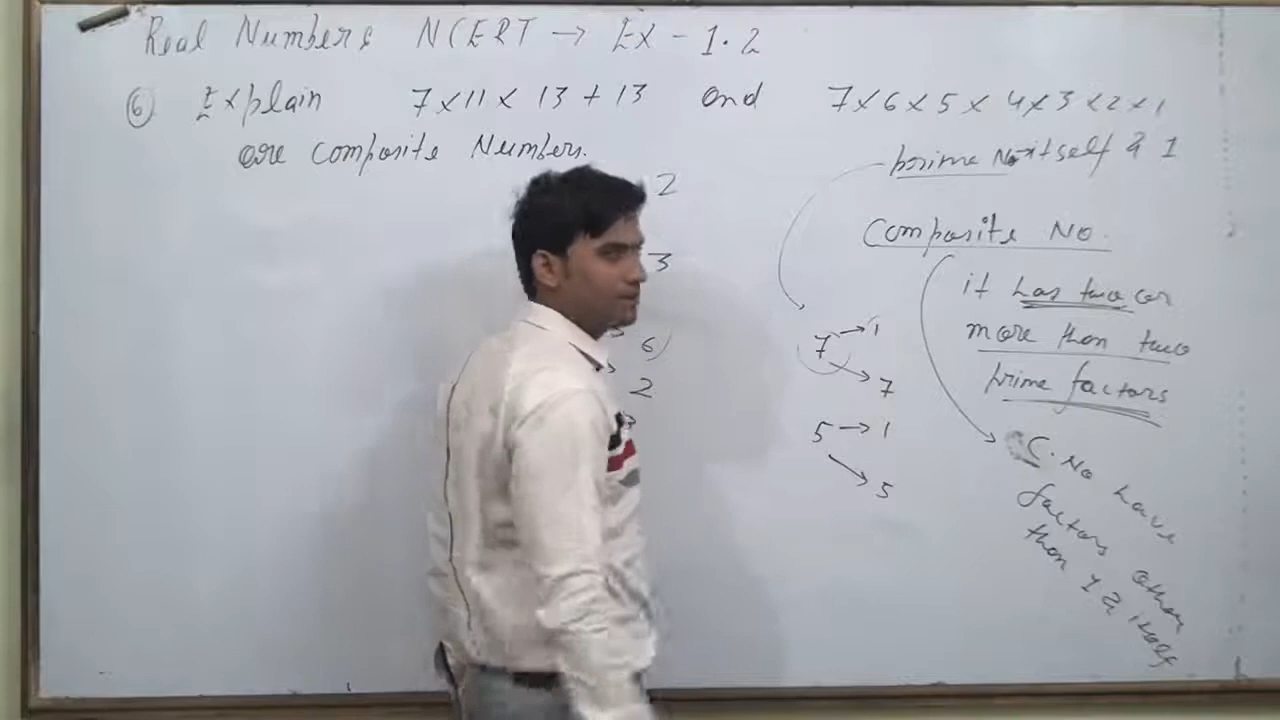 Real Numbers NCERT → EX - 1.2
⑥ Explain 7 x 11 x 13 + 13 and 7 x 6 x 5 x 4 x 3 x 2 x 1
are composite Numbers.
prime No → itself & 1
2
Composite No.
3
it has two or
more than two
prime factors
7 → 1
→ 7
6
2
5 → 1
→ 5
C. No have
factors other
than 1 & itself